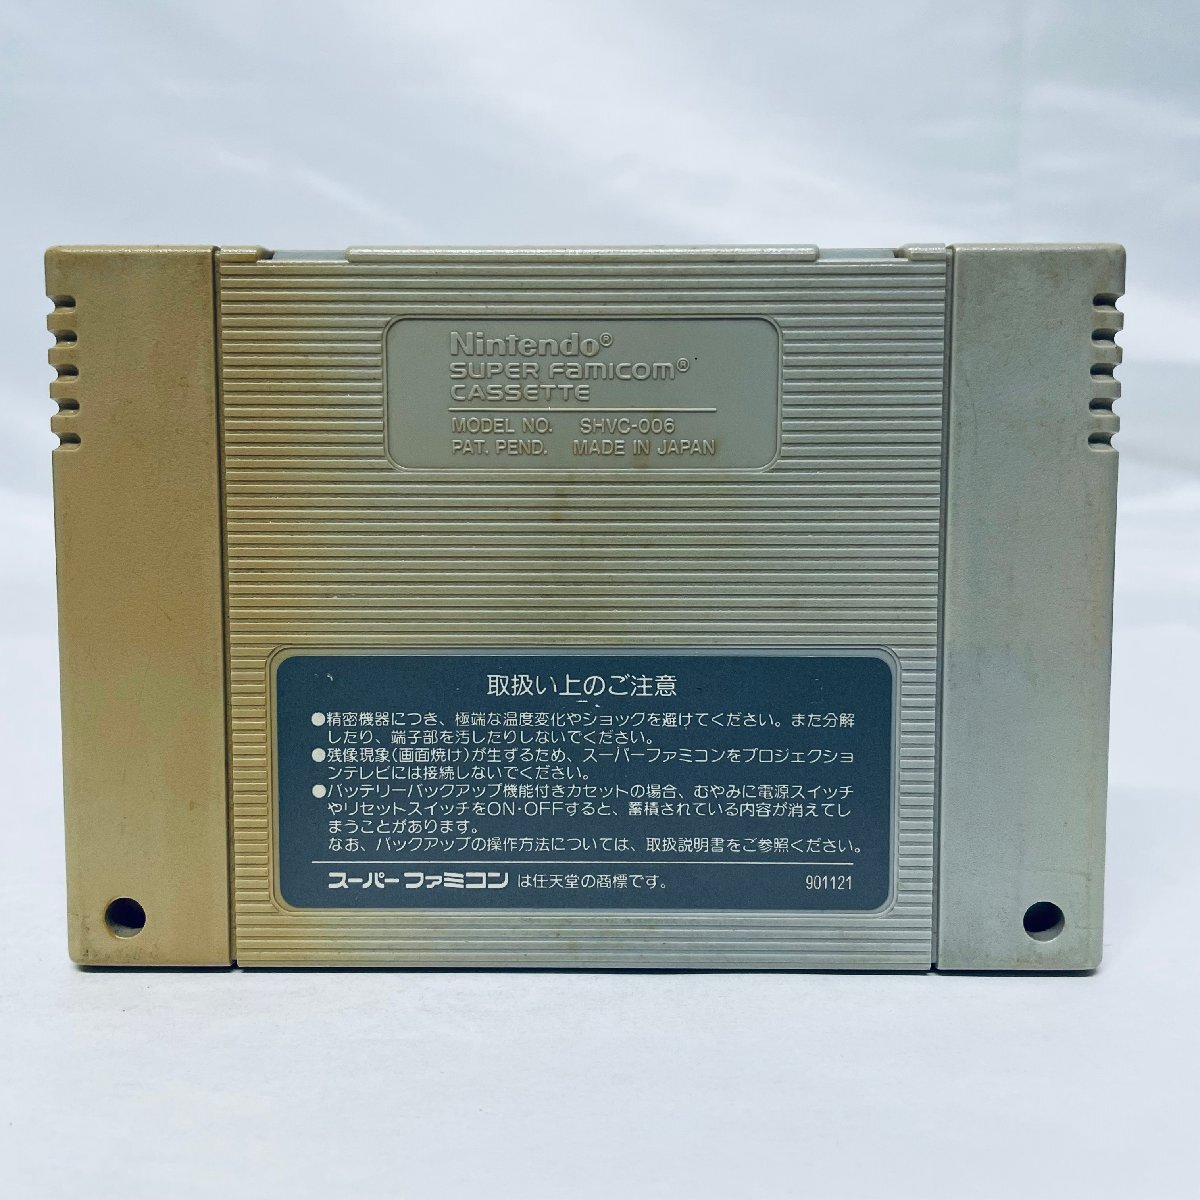 Nintendo®
SUPER Famicom®
CASSETTE
MODEL NO. SHVC-006
PAT. PEND. MADE IN JAPAN
取扱い上のご注意
●精密機器につき、極端な温度変化やショックを避けてください。また分解
したり、端子部を汚したりしないでください。
●残像現象(画面焼け)が生ずるため、スーパーファミコンをプロジェクショ
ンテレビには接続しないでください。
●バッテリーバックアップ機能付きカセットの場合、むやみに電源スイッチ
やリセットスイッチをON・OFFすると、蓄積されている内容が消えてし
まうことがあります。
なお、バックアップの操作方法については、取扱説明書をご参照ください。
スーパーファミコンは任天堂の商標です。 901121